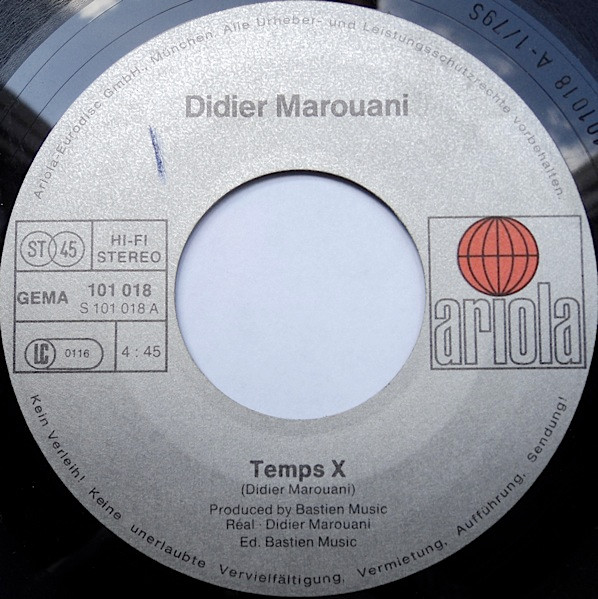 Ariola-Eurodisc GmbH., München. Alle Urheber- und Leistungsschutzrechte vorbehalten.
101018 A-1/79S
Didier Marouani
ST 45
HI-FI
STEREO
GEMA 101 018
S 101 018 A
LC 0116
4 : 45
ariola
Temps X
(Didier Marouani)
Produced by Bastien Music
Réal · Didier Marouani
Ed. Bastien Music
Kein Verleih! Keine unerlaubte Vervielfältigung, Vermietung, Aufführung, Sendung!